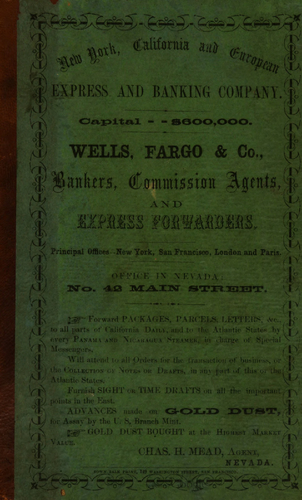 New York, California and European
EXPRESS AND BANKING COMPANY.
Capital - - $600,000.
WELLS, FARGO & Co.,
Bankers, Commission Agents,
AND
EXPRESS FORWARDERS.
Principal Offices—New York, San Francisco, London and Paris.
OFFICE IN NEVADA,
No. 42 MAIN STREET.
☞ Forward PACKAGES, PARCELS, LETTERS &c.,
to all parts of California DAILY, and to the Atlantic States by
every PANAMA AND NICARAGUA STEAMER, in charge of Special
Messengers.
Will attend to all Orders for the transaction of business, or
the COLLECTION OF NOTES OR DRAFTS, in any part of this or the
Atlantic States.
Furnish SIGHT OR TIME DRAFTS on all the important
points in the East.
ADVANCES made on GOLD DUST,
for Assay by the U. S. Branch Mint.
☞ GOLD DUST BOUGHT at the HIGHEST MARKET
VALUE.
CHAS. H. MEAD, AGENT,
NEVADA.